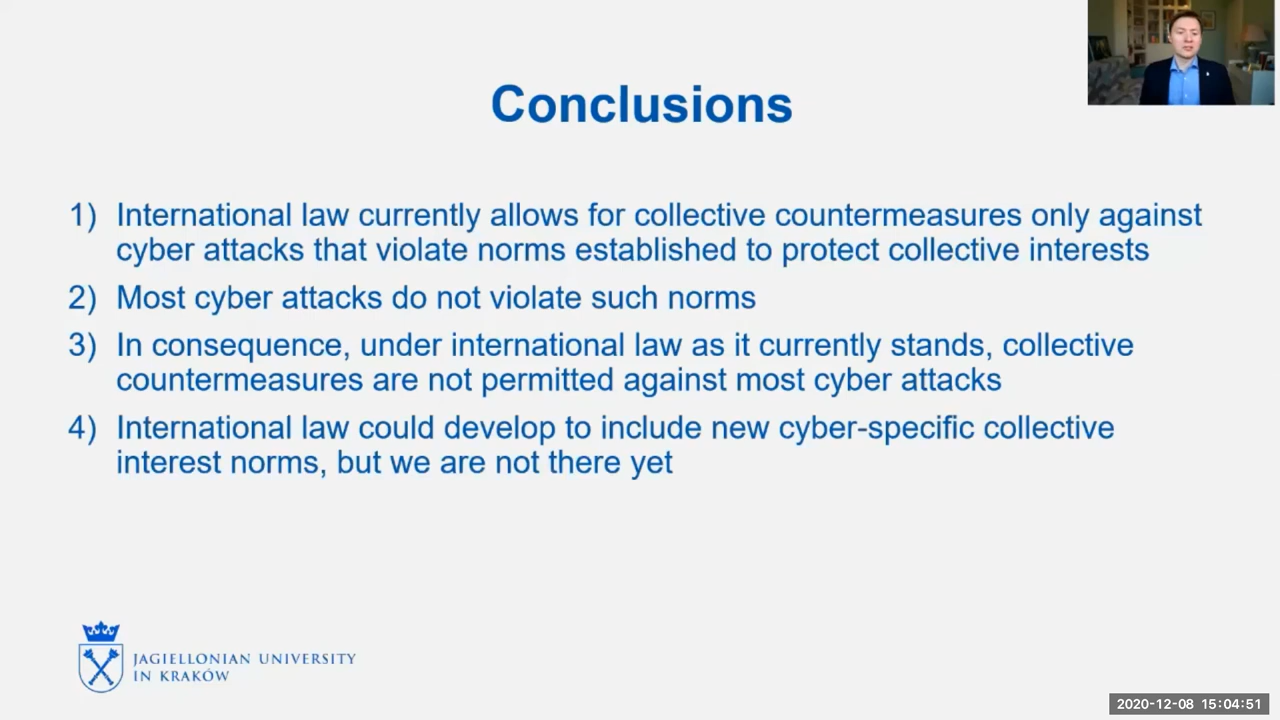 Conclusions
1) International law currently allows for collective countermeasures only against
cyber attacks that violate norms established to protect collective interests
2) Most cyber attacks do not violate such norms
3) In consequence, under international law as it currently stands, collective
countermeasures are not permitted against most cyber attacks
4) International law could develop to include new cyber-specific collective
interest norms, but we are not there yet
JAGIELLONIAN UNIVERSITY
IN KRAKÓW
2020-12-08 15:04:51